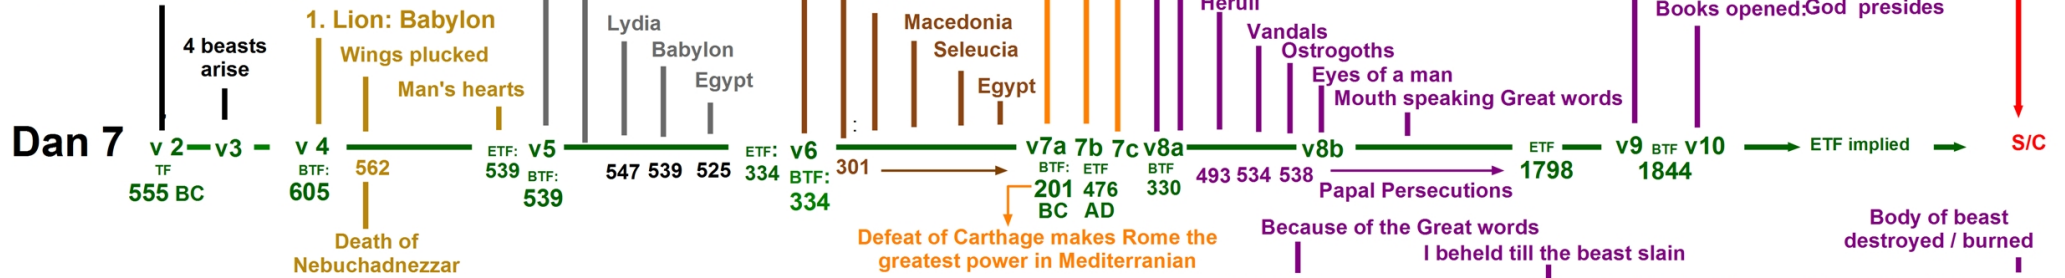 Herull
Books opened:God presides
1. Lion: Babylon
Lydia
Macedonia
Vandals
4 beasts
arise
Wings plucked
Babylon
Seleucia
Ostrogoths
Man's hearts
Egypt
Egypt
Eyes of a man
Mouth speaking Great words
:
Dan 7 v 2 v3 v 4 ETF: v5 ETF: v6 v7a 7b 7c v8a v8b ETF v9 BTF v10 ETF implied S/C
TF BTF: 562 539 BTF: 547 539 525 334 BTF: 301 BTF: ETF BTF 493 534 538 1798 1844
555 BC 605 539 334 201 476 330 Papal Persecutions
BC AD
Death of
Nebuchadnezzar
Defeat of Carthage makes Rome the
greatest power in Mediterranian
Because of the Great words
I beheld till the beast slain
Body of beast
destroyed / burned